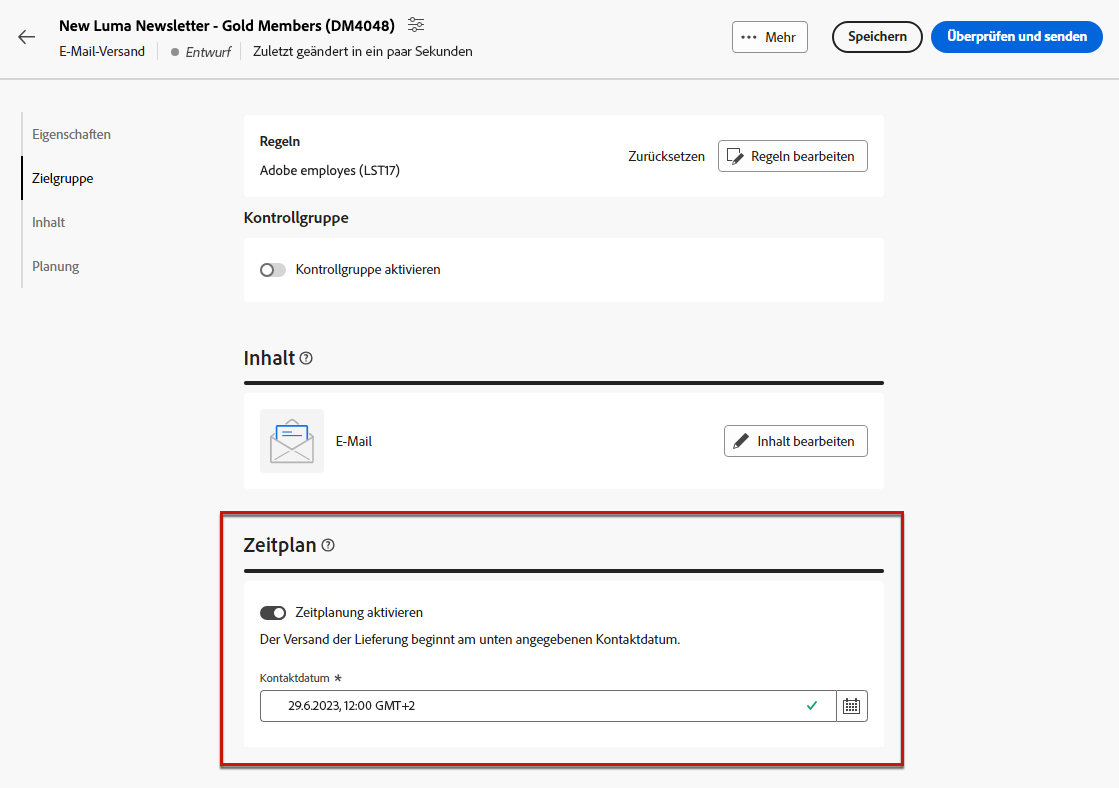 New Luma Newsletter - Gold Members (DM4048)
E-Mail-Versand
Entwurf
Zuletzt geändert in ein paar Sekunden
Mehr
Speichern
Überprüfen und senden
Eigenschaften
Zielgruppe
Inhalt
Planung
Regeln
Adobe employes (LST17)
Zurücksetzen
Regeln bearbeiten
Kontrollgruppe
Kontrollgruppe aktivieren
Inhalt
E-Mail
Inhalt bearbeiten
Zeitplan
Zeitplanung aktivieren
Der Versand der Lieferung beginnt am unten angegebenen Kontaktdatum.
Kontaktdatum *
29.6.2023, 12:00 GMT+2